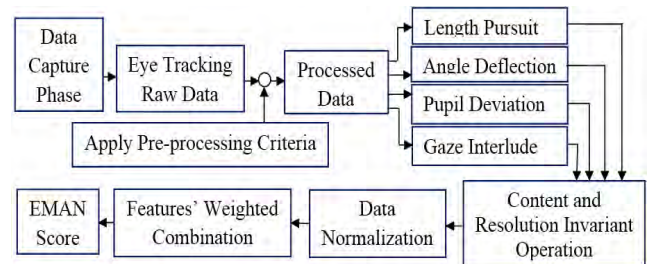 Data
Capture
Phase
Eye Tracking
Raw Data
Apply Pre-processing Criteria
Processed
Data
Length Pursuit
Angle Deflection
Pupil Deviation
Gaze Interlude
Content and
Resolution Invariant
Operation
Data
Normalization
Features' Weighted
Combination
EMAN
Score